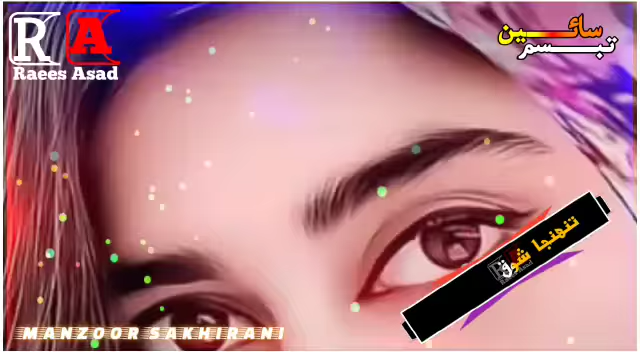 R A
Raees Asad
سائين
تبسم
تنهنجا شوق
MANZOOR SAKHIRANI